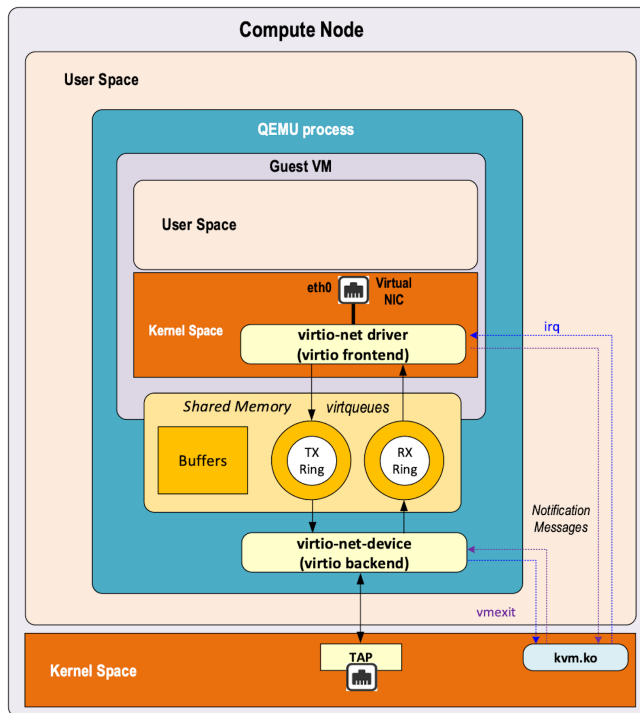 Compute Node
User Space
QEMU process
Guest VM
User Space
eth0
Virtual
NIC
Kernel Space
virtio-net driver
(virtio frontend)
irq
Shared Memory
virtqueues
Buffers
TX
Ring
RX
Ring
Notification
Messages
virtio-net-device
(virtio backend)
vmexit
TAP
kvm.ko
Kernel Space